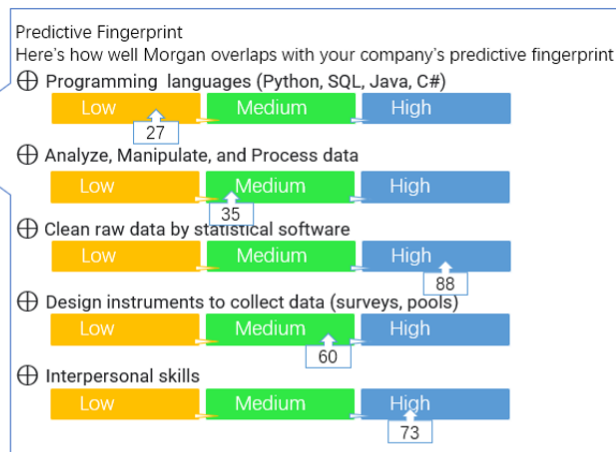 Predictive Fingerprint
Here's how well Morgan overlaps with your company's predictive fingerprint
Programming languages (Python, SQL, Java, C#)
Low Medium High
27
Analyze, Manipulate, and Process data
Low Medium High
35
Clean raw data by statistical software
Low Medium High
88
Design instruments to collect data (surveys, pools)
Low Medium High
60
Interpersonal skills
Low Medium High
73